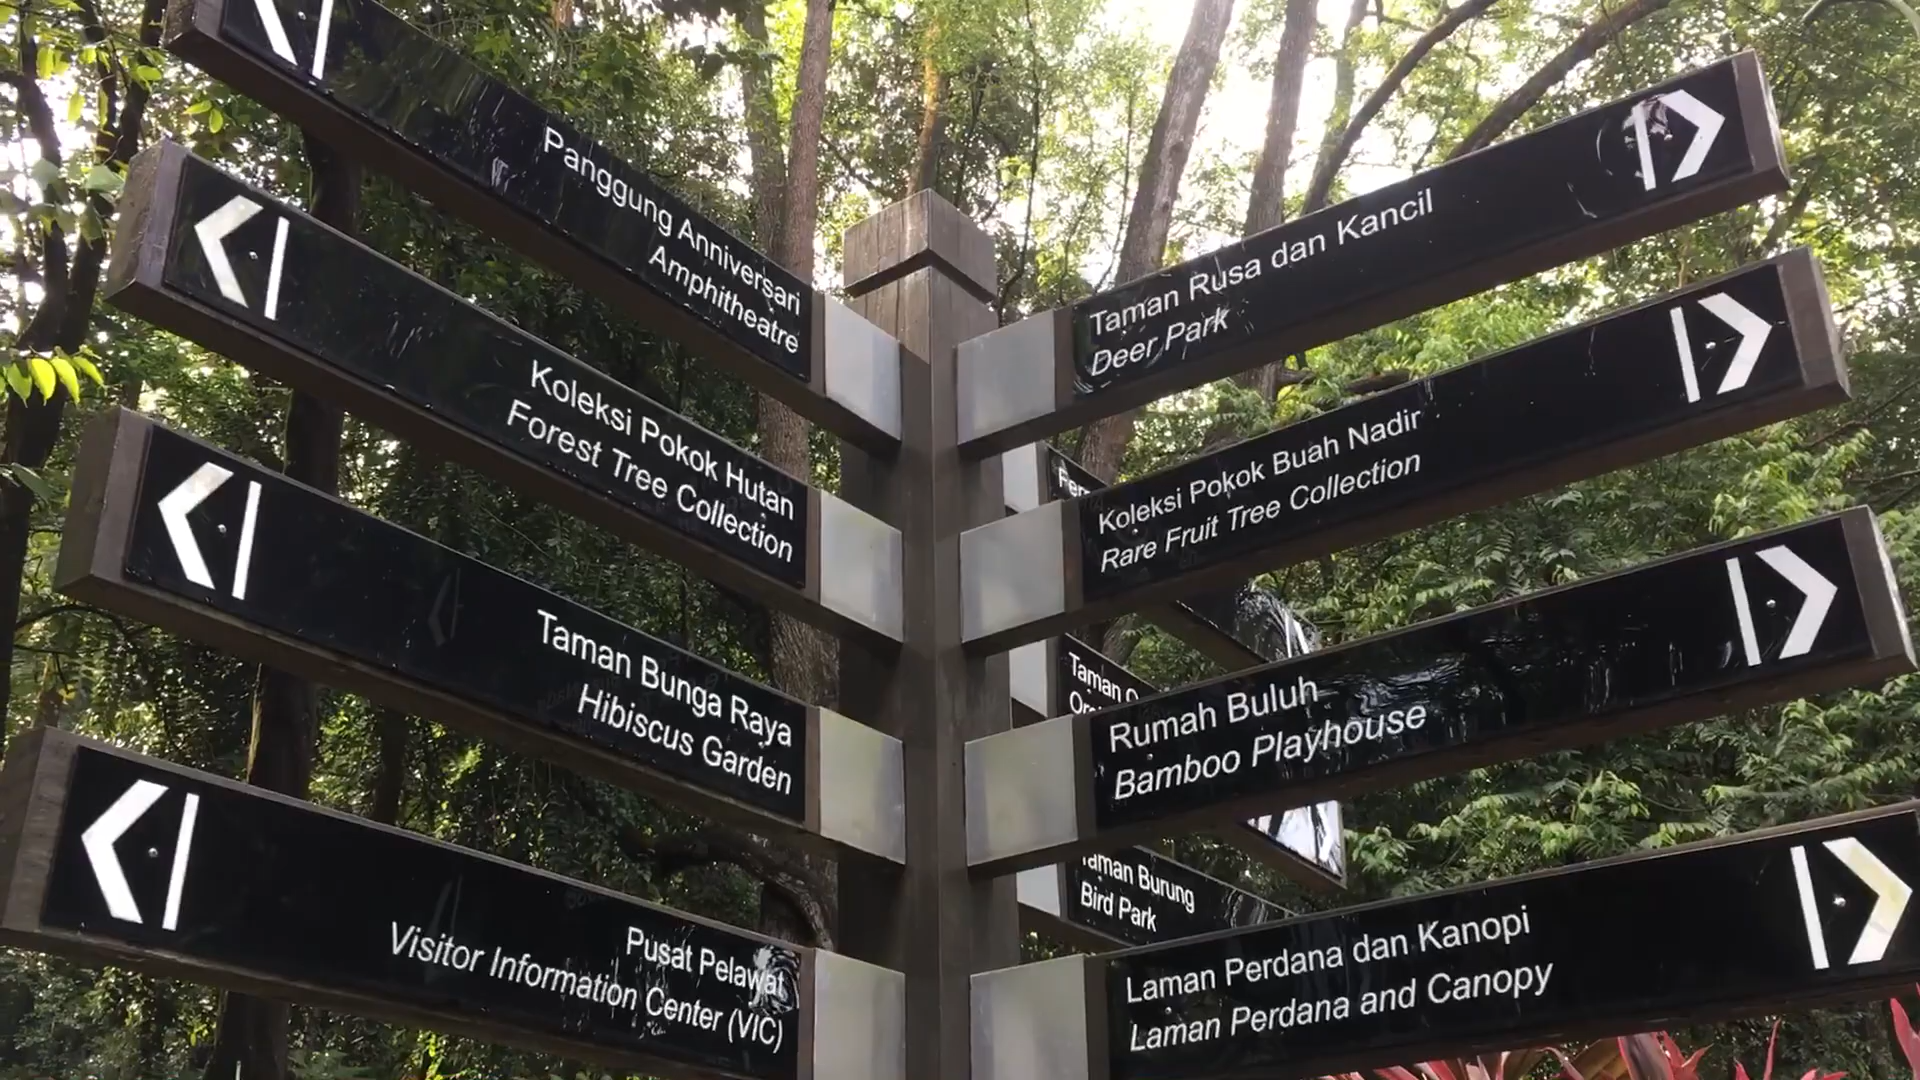 Panggung Anniversari
Amphitheatre
Koleksi Pokok Hutan
Forest Tree Collection
Taman Bunga Raya
Hibiscus Garden
Pusat Pelawat
Visitor Information Center (VIC)
Taman Rusa dan Kancil
Deer Park
Koleksi Pokok Buah Nadir
Rare Fruit Tree Collection
Rumah Buluh
Bamboo Playhouse
Laman Perdana dan Kanopi
Laman Perdana and Canopy
Taman
Taman Burung
Bird Park